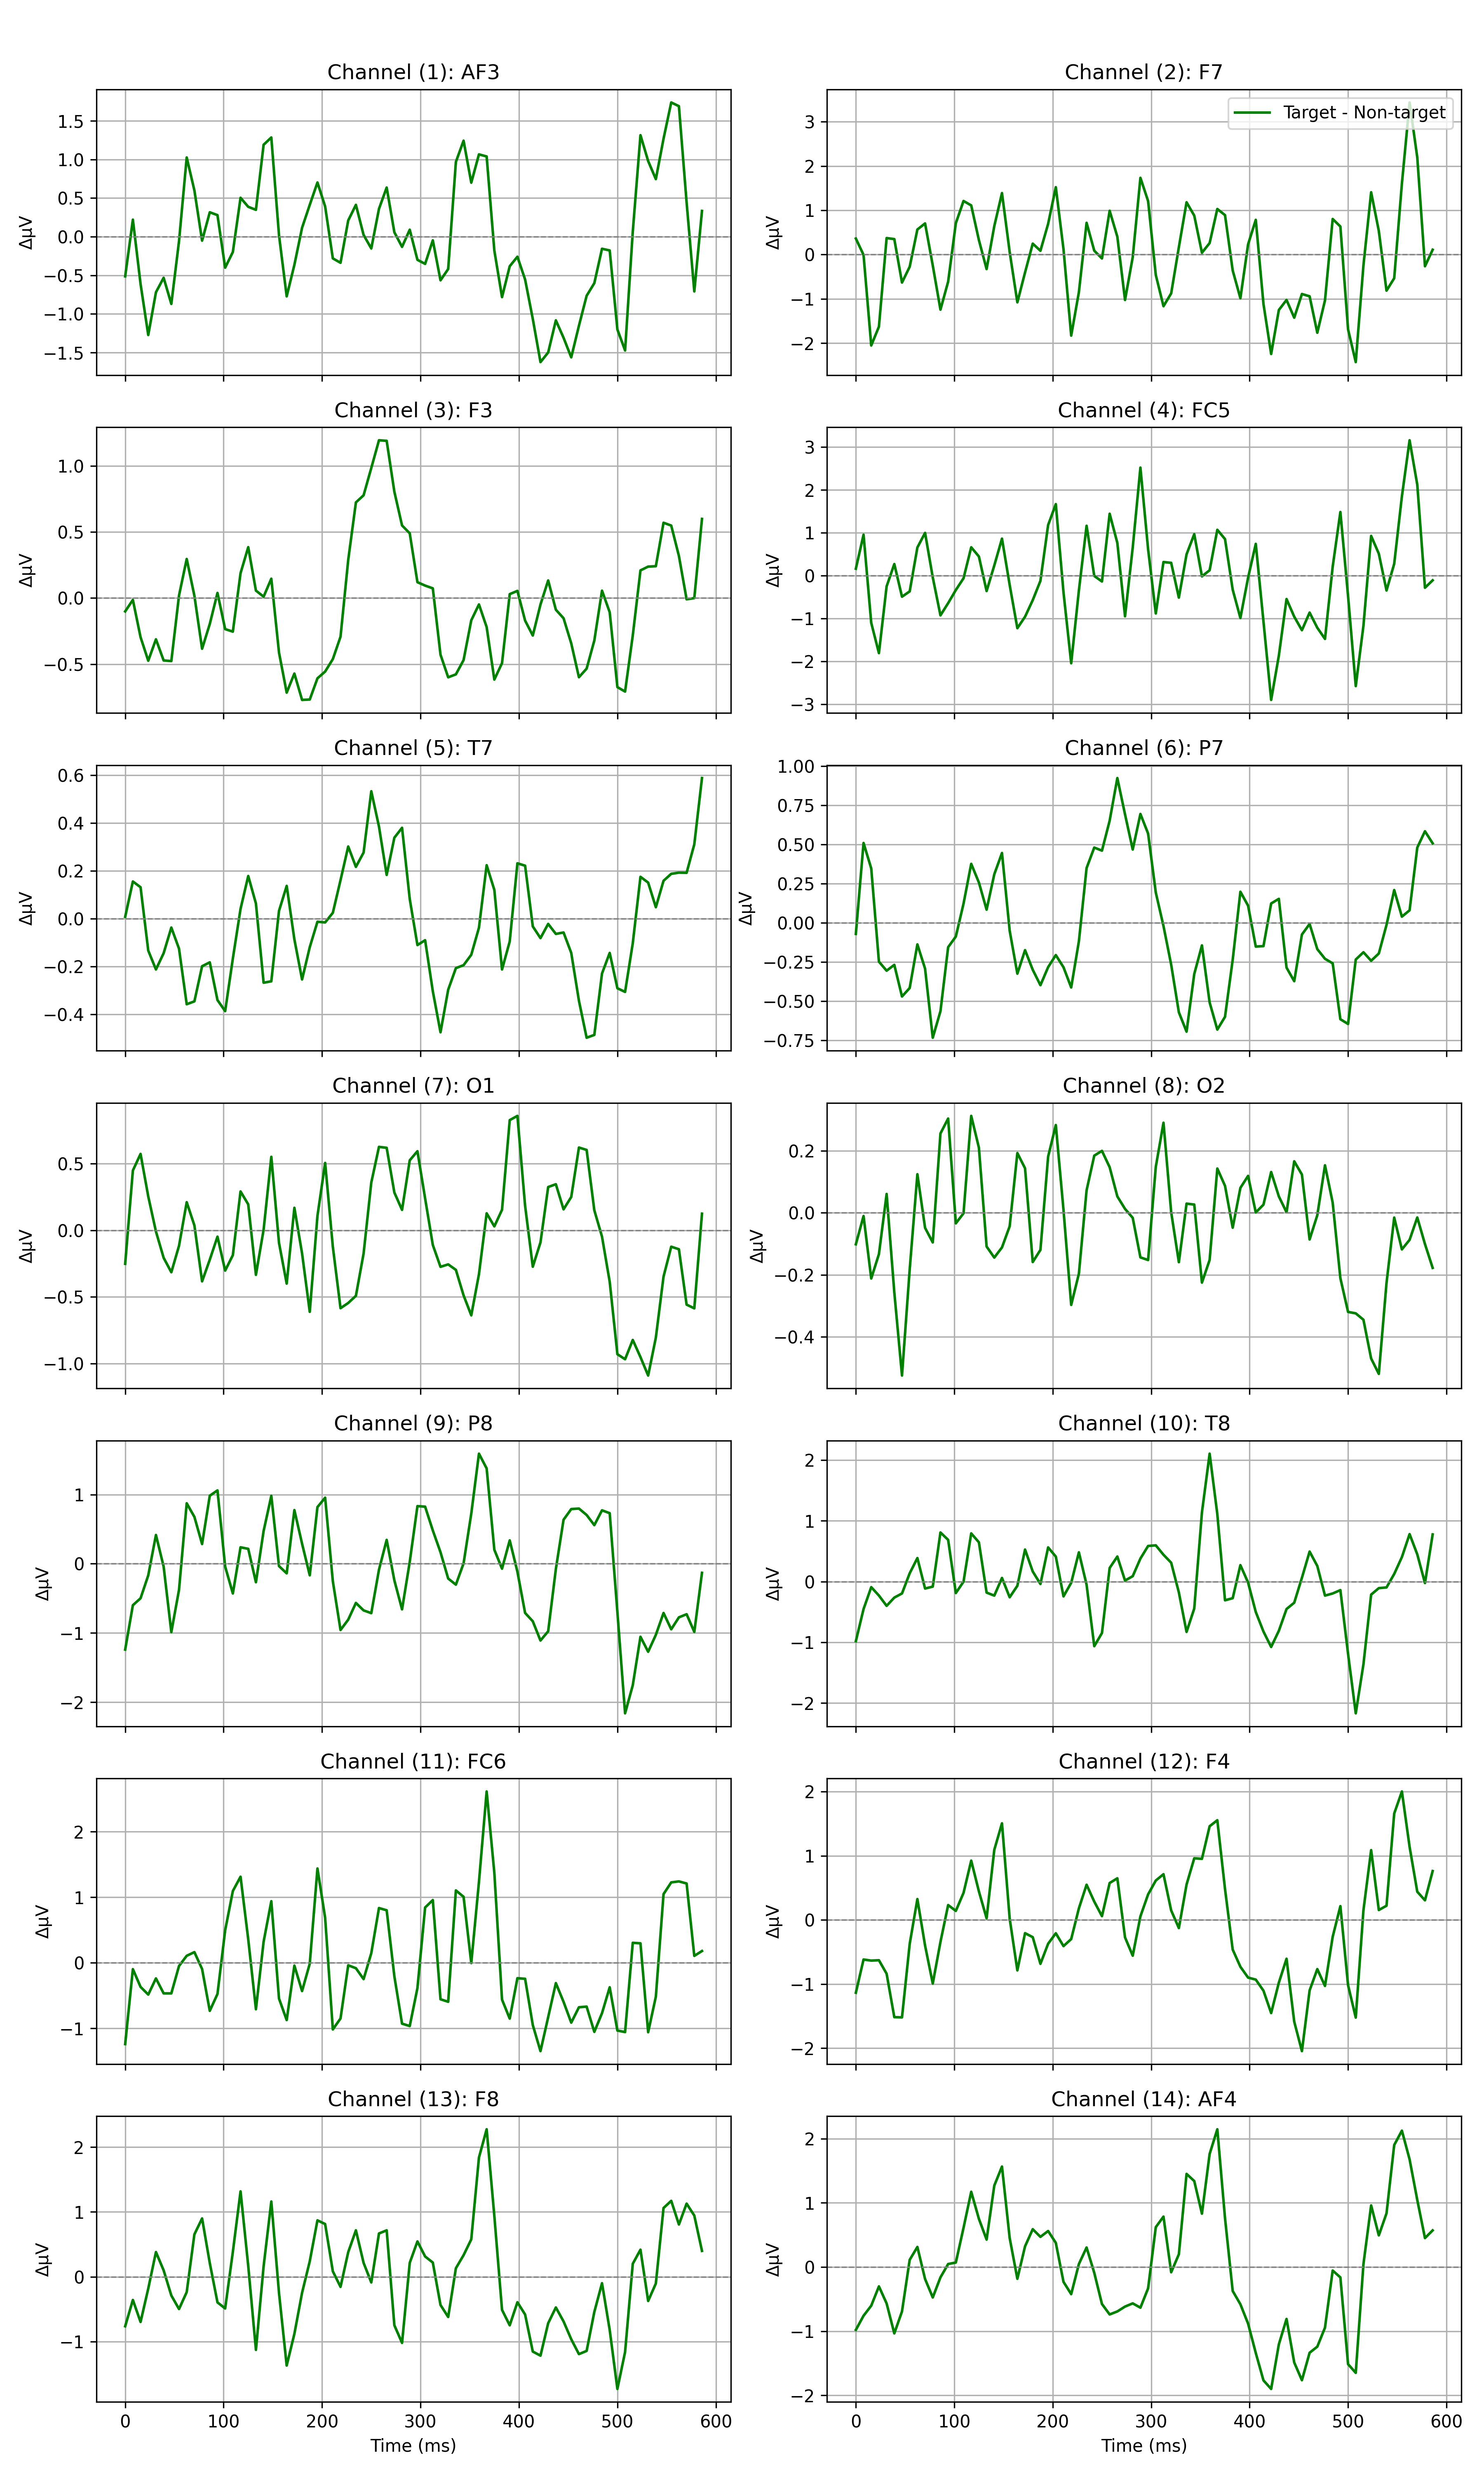 Channel (1): AF3
ΔµV
1.5
1.0
0.5
0.0
−0.5
−1.0
−1.5
Channel (2): F7
Target - Non-target
ΔµV
3
2
1
0
−1
−2
Channel (3): F3
ΔµV
1.0
0.5
0.0
−0.5
Channel (4): FC5
ΔµV
3
2
1
0
−1
−2
−3
Channel (5): T7
ΔµV
0.6
0.4
0.2
0.0
−0.2
−0.4
Channel (6): P7
ΔµV
1.00
0.75
0.50
0.25
0.00
−0.25
−0.50
−0.75
Channel (7): O1
ΔµV
0.5
0.0
−0.5
−1.0
Channel (8): O2
ΔµV
0.2
0.0
−0.2
−0.4
Channel (9): P8
ΔµV
1
0
−1
−2
Channel (10): T8
ΔµV
2
1
0
−1
−2
Channel (11): FC6
ΔµV
2
1
0
−1
Channel (12): F4
ΔµV
2
1
0
−1
−2
Channel (13): F8
ΔµV
2
1
0
−1
0 100 200 300 400 500 600
Time (ms)
Channel (14): AF4
ΔµV
2
1
0
−1
−2
0 100 200 300 400 500 600
Time (ms)